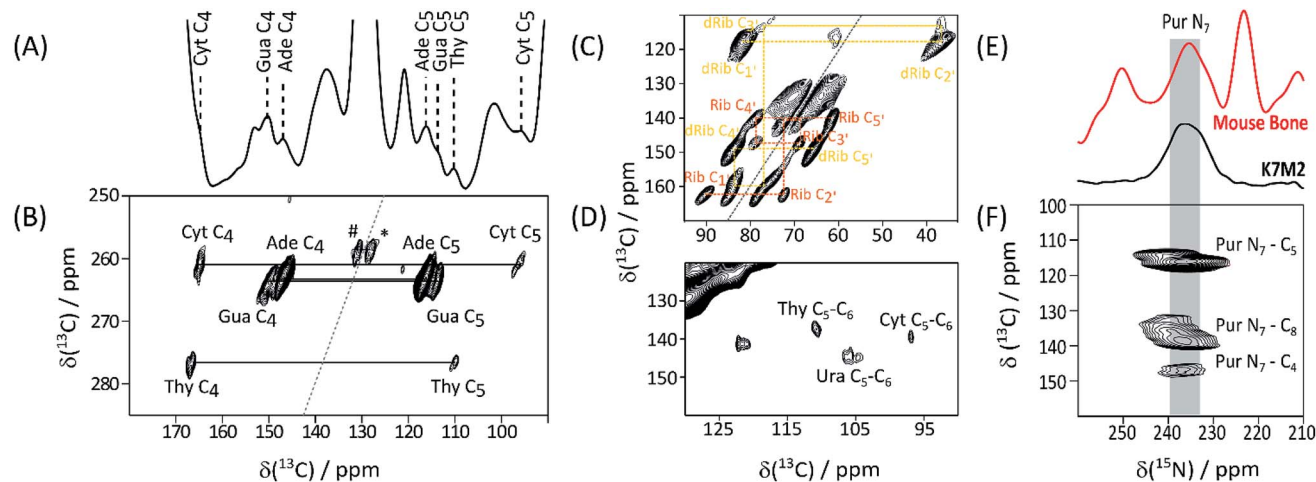 (A)
Cyt C4
Gua C4
Ade C4
Ade C5
Gua C5
Thy C5
Cyt C5
(B)
250
260
270
280
δ(13C) / ppm
Cyt C4
Ade C4
#
*
Ade C5
Cyt C5
Gua C4
Gua C5
Thy C4
Thy C5
170
150
130
110
90
δ(13C) / ppm
(C)
120
130
140
150
160
δ(13C) / ppm
dRib C3'
dRib C1'
dRib C2'
Rib C4'
Rib C5'
dRib C4'
Rib C3'
dRib C5'
Rib C1'
Rib C2'
90
80
70
60
50
40
(D)
130
140
150
160
δ(13C) / ppm
Thy C5-C6
Cyt C5-C6
Ura C5-C6
125
115
105
95
δ(13C) / ppm
(E)
Pur N7
Mouse Bone
K7M2
(F)
100
110
120
130
140
150
δ (13C) / ppm
Pur N7 - C5
Pur N7 - C8
Pur N7 - C4
250
240
230
220
210
δ(15N) / ppm